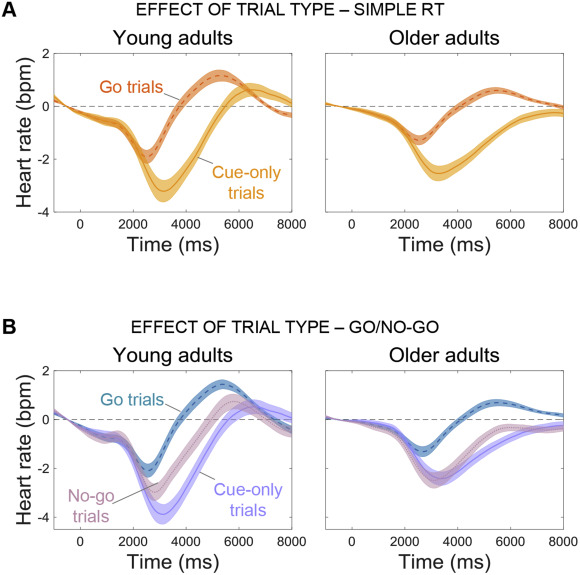 A
EFFECT OF TRIAL TYPE – SIMPLE RT
Young adults
Older adults
Heart rate (bpm)
2
0
-2
-4
Go trials
Cue-only
trials
0 2000 4000 6000 8000
0 2000 4000 6000 8000
Time (ms)
Time (ms)
B
EFFECT OF TRIAL TYPE – GO/NO-GO
Young adults
Older adults
Heart rate (bpm)
2
0
-2
-4
Go trials
No-go
trials
Cue-only
trials
0 2000 4000 6000 8000
0 2000 4000 6000 8000
Time (ms)
Time (ms)